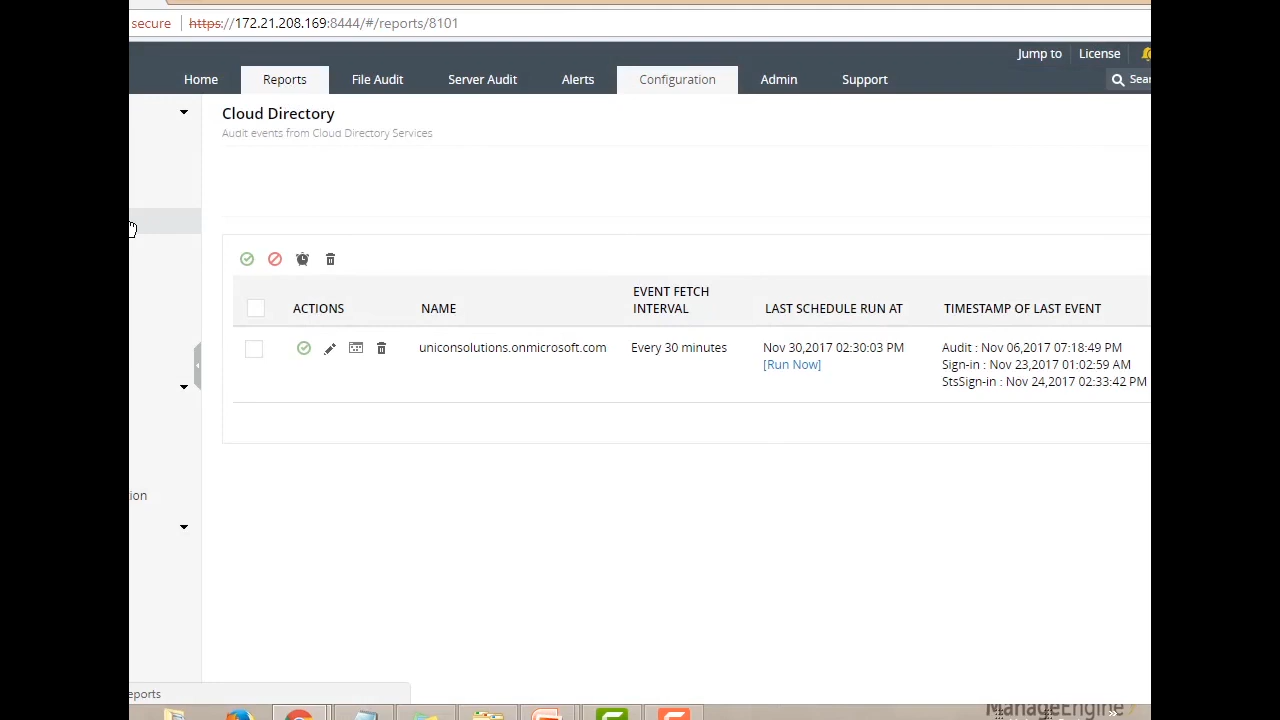 secure https://172.21.208.169:8444/#/reports/8101
Jump to License
Home Reports File Audit Server Audit Alerts Configuration Admin Support
Cloud Directory
Audit events from Cloud Directory Services
ACTIONS NAME EVENT FETCH INTERVAL LAST SCHEDULE RUN AT TIMESTAMP OF LAST EVENT
uniconsolutions.onmicrosoft.com Every 30 minutes Nov 30,2017 02:30:03 PM Audit : Nov 06,2017 07:18:49 PM
[Run Now] Sign-in : Nov 23,2017 01:02:59 AM
StsSign-in : Nov 24,2017 02:33:42 PM
tion
eports
ManageEngine